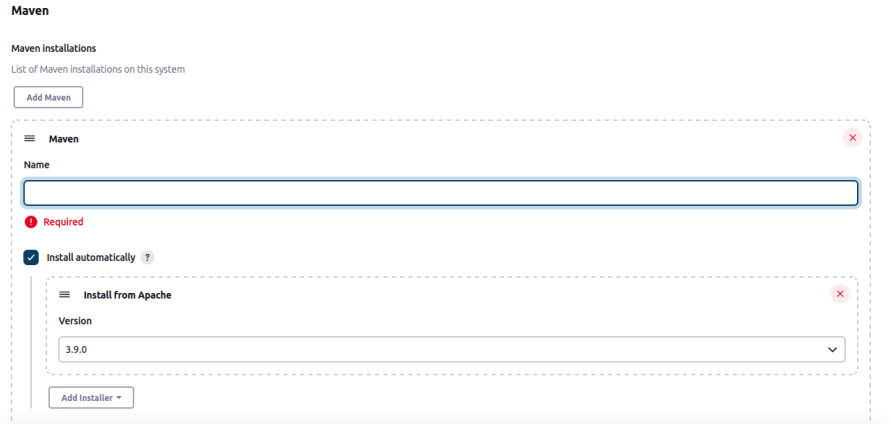 Maven
Maven installations
List of Maven installations on this system
Add Maven
Maven
Name
Required
Install automatically ?
Install from Apache
Version
3.9.0
Add Installer